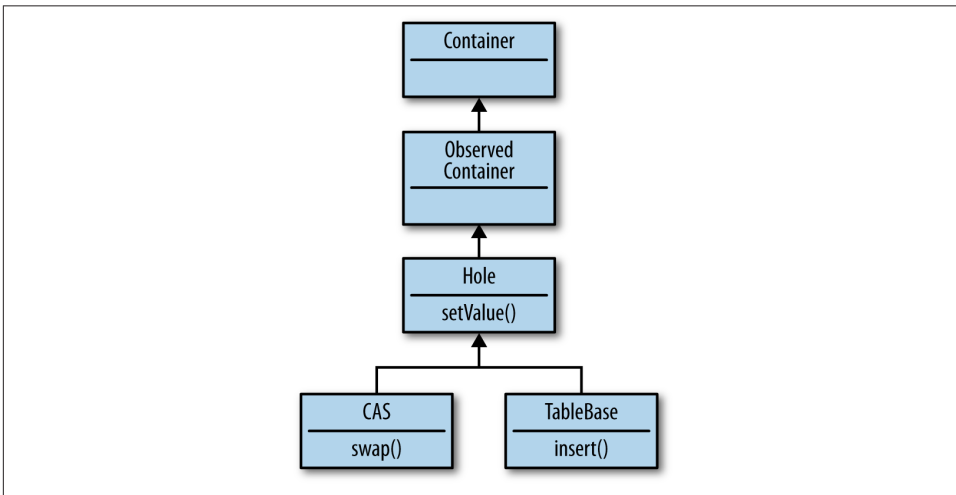 Container
Observed
Container
Hole
setValue()
CAS
swap()
TableBase
insert()